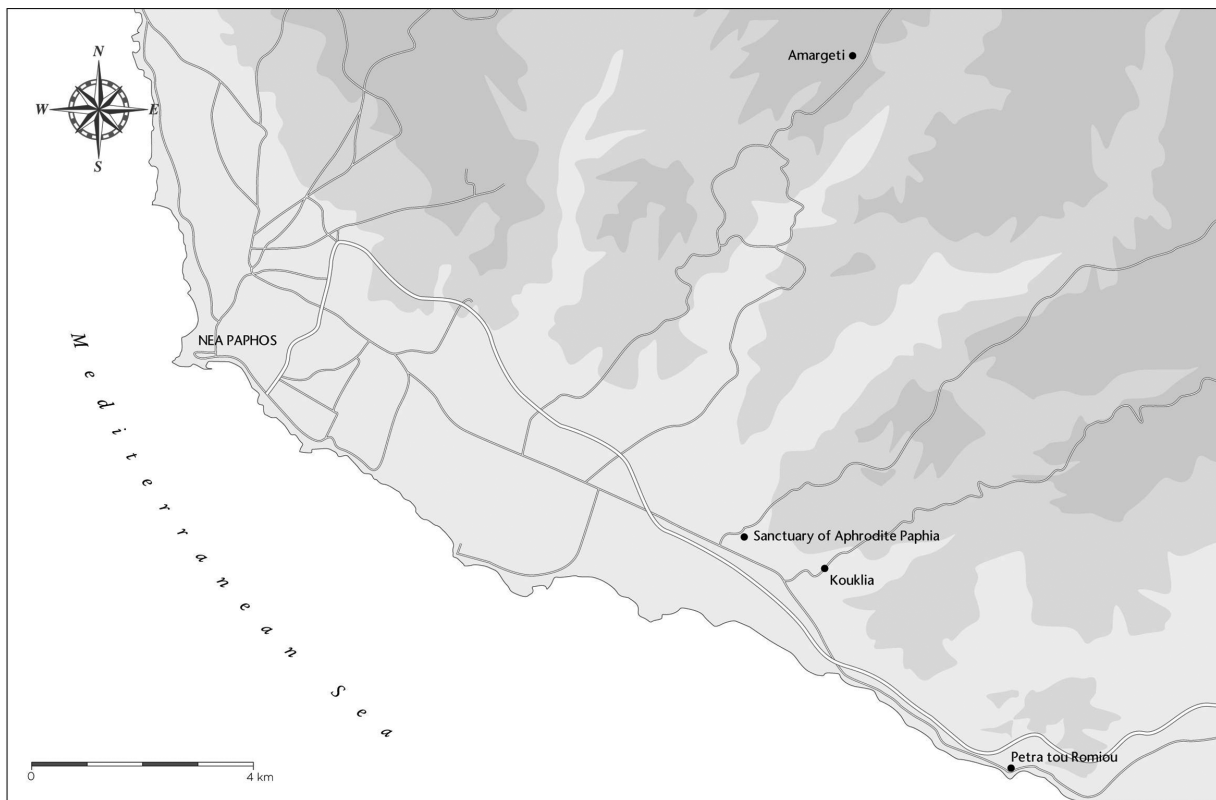 Amargeti
N
W
E
S
NEA PAPHOS
Mediterranean Sea
Sanctuary of Aphrodite Paphia
Kouklia
Petra tou Romiou
0
4 km